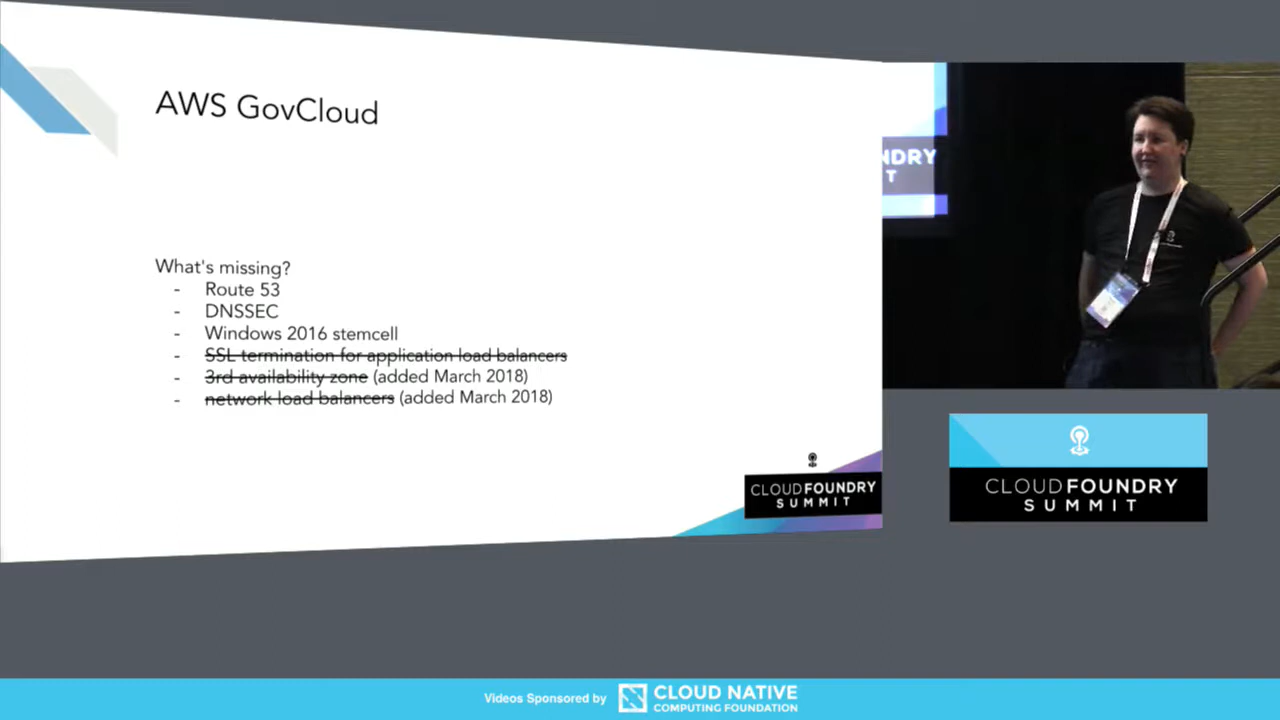 AWS GovCloud
What's missing?
- Route 53
- DNSSEC
- Windows 2016 stemcell
- SSL termination for application load balancers
- 3rd availability zone (added March 2018)
- network load balancers (added March 2018)
CLOUD FOUNDRY
SUMMIT
NDRY
T
CLOUD FOUNDRY
SUMMIT
Videos Sponsored by
CLOUD NATIVE
COMPUTING FOUNDATION